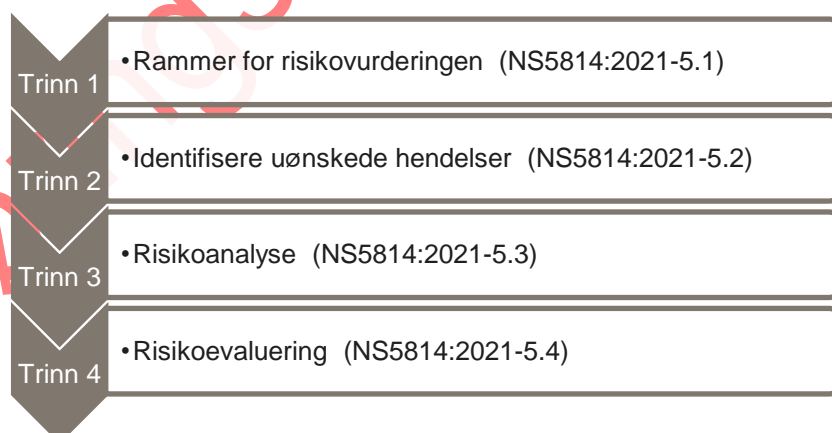 Trinn 1
•Rammer for risikovurderingen (NS5814:2021-5.1)
Trinn 2
•Identifisere uønskede hendelser (NS5814:2021-5.2)
Trinn 3
•Risikoanalyse (NS5814:2021-5.3)
Trinn 4
•Risikoevaluering (NS5814:2021-5.4)